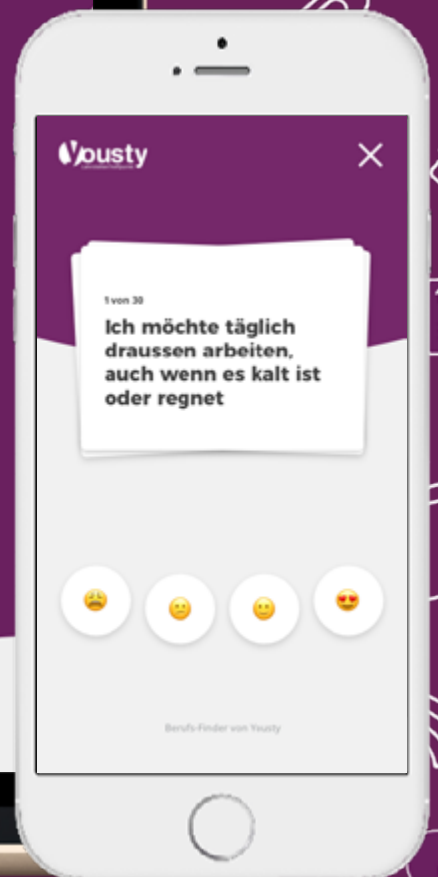 Yousty
1 von 30
Ich möchte täglich
draussen arbeiten,
auch wenn es kalt ist
oder regnet
Berufs-Finder von Yousty